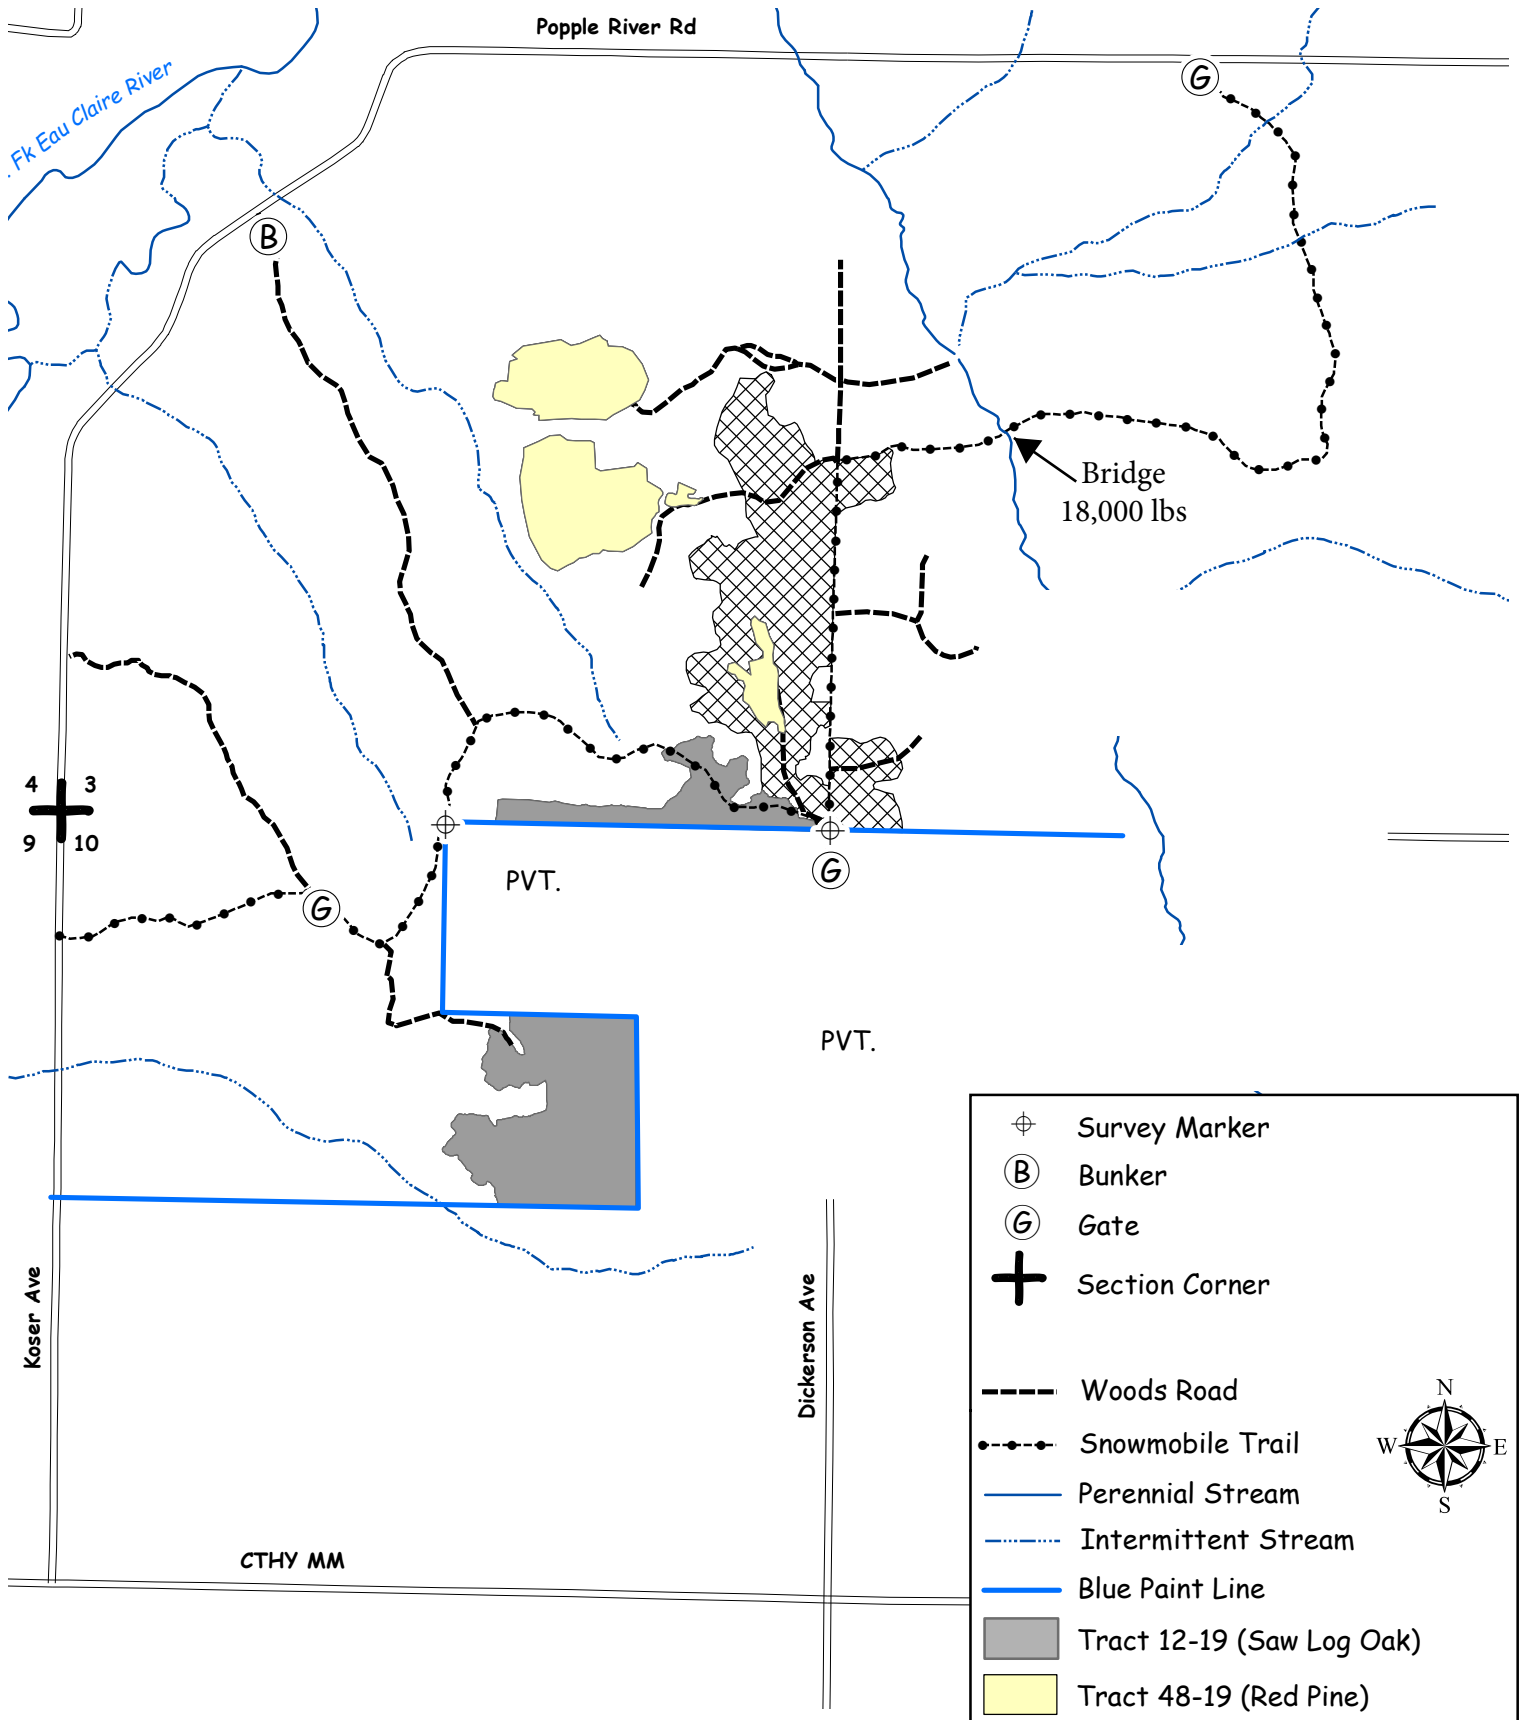 Popple River Rd
G
. Fk Eau Claire River
B
Bridge
18,000 lbs
4 3
9 10
PVT.
G
G
PVT.
Survey Marker
B Bunker
G Gate
Section Corner
Koser Ave
Dickerson Ave
Woods Road
N
Snowmobile Trail
W E
Perennial Stream
S
Intermittent Stream
CTHY MM
Blue Paint Line
Tract 12-19 (Saw Log Oak)
Tract 48-19 (Red Pine)